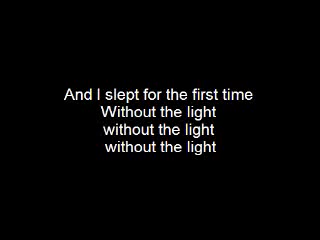 And I slept for the first time
Without the light
without the light
without the light